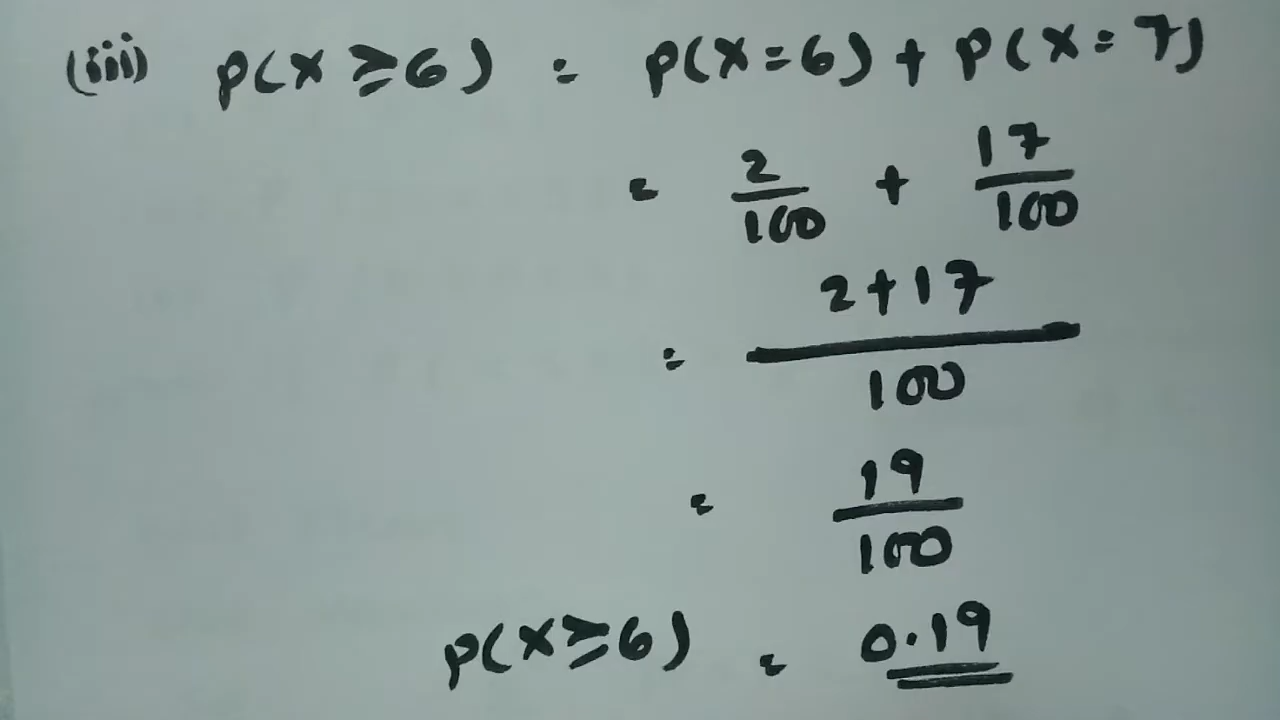 (iii) P(X ≥ 6) = P(X = 6) + P(X = 7)
= 2/100 + 17/100
= 2+17/100
= 19/100
P(X ≥ 6) = 0.19